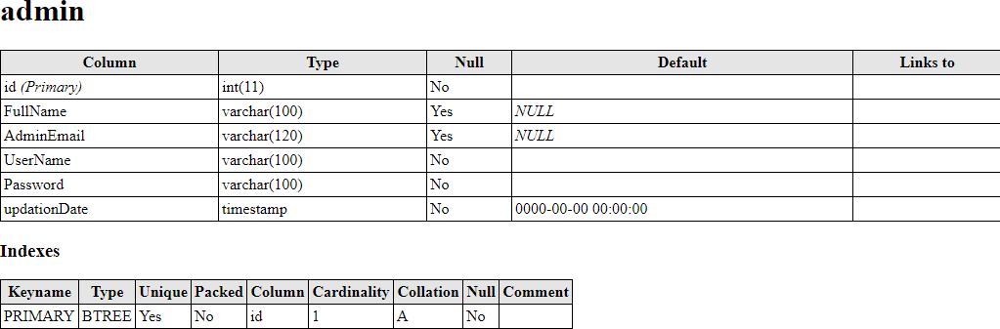 admin
Column Type Null Default Links to
id (Primary) int(11) No
FullName varchar(100) Yes NULL
AdminEmail varchar(120) Yes NULL
UserName varchar(100) No
Password varchar(100) No
updationDate timestamp No 0000-00-00 00:00:00
Indexes
Keyname Type Unique Packed Column Cardinality Collation Null Comment
PRIMARY BTREE Yes No id 1 A No